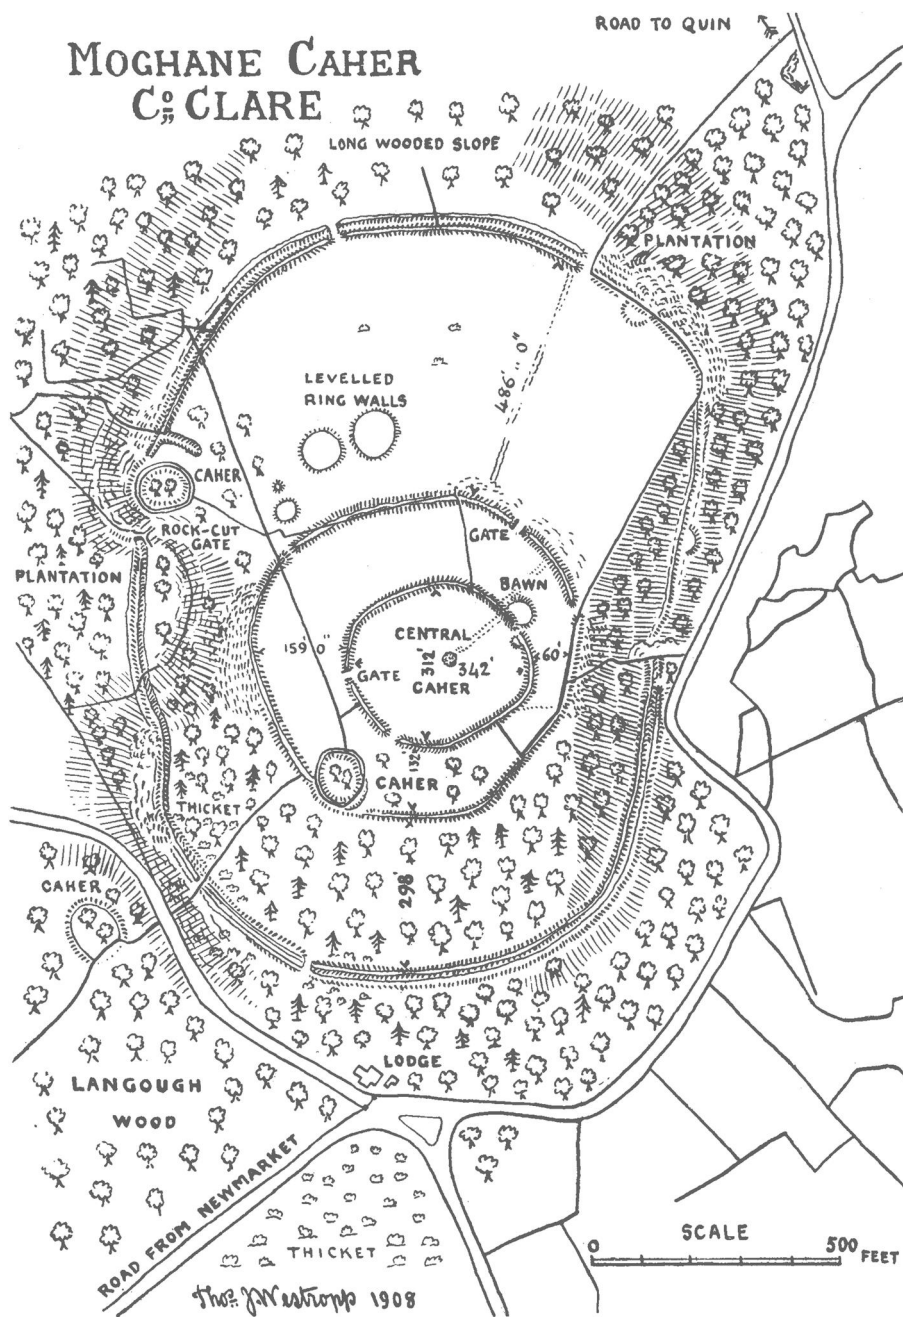 ROAD TO QUIN
MOGHANE CAHER
Co CLARE
LONG WOODED SLOPE
PLANTATION
486' 0"
LEVELLED
RING WALLS
CAHER
ROCK-CUT
GATE
GATE
PLANTATION
BAWN
CENTRAL
159' 0"
312'
342'
60'
GATE
CAHER
132'
CAHER
THICKET
298'
CAHER
LODGE
LANGOUGH
WOOD
ROAD FROM NEWMARKET
SCALE
0
500
FEET
THICKET
Thos. J. Westropp 1908